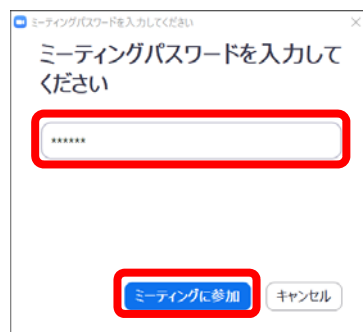 ミーティングパスワードを入力してください
ミーティングパスワードを入力して
ください
******
ミーティングに参加
キャンセル